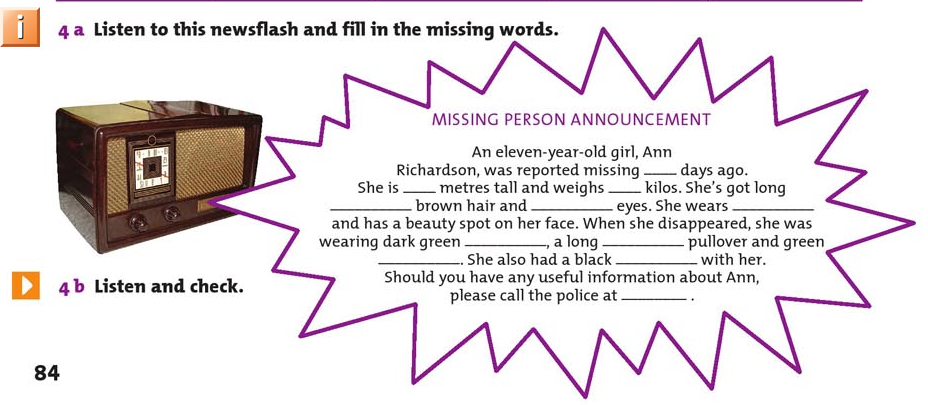 i
4 a Listen to this newsflash and fill in the missing words.
MISSING PERSON ANNOUNCEMENT
An eleven-year-old girl, Ann
Richardson, was reported missing ____ days ago.
She is ____ metres tall and weighs ____ kilos. She’s got long
__________ brown hair and __________ eyes. She wears __________
and has a beauty spot on her face. When she disappeared, she was
wearing dark green __________, a long __________ pullover and green
__________. She also had a black __________ with her.
Should you have any useful information about Ann,
please call the police at ________ .
4 b Listen and check.
84